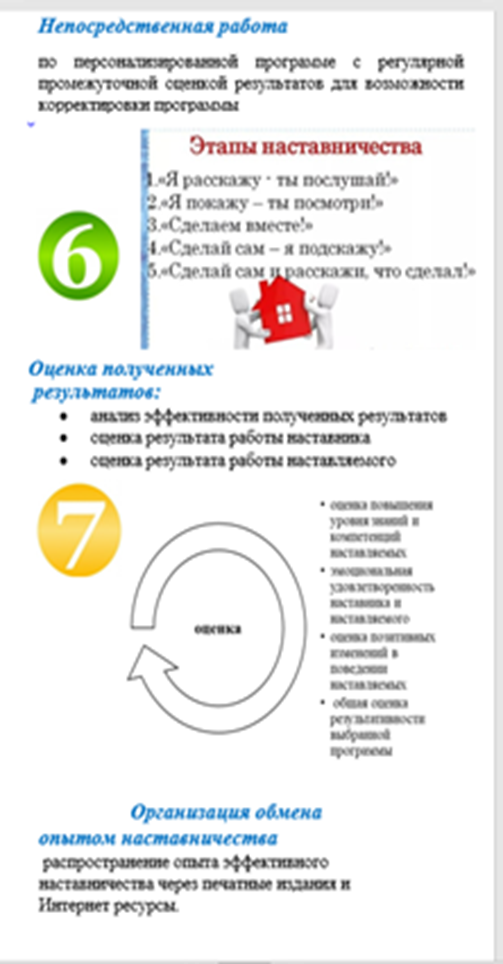 Непосредственная работа
по персонализированной программе с регулярной
промежуточной оценкой результатов для возможности
корректировки программы
Этапы наставничества
1.«Я расскажу - ты послушай!»
2.«Я покажу – ты посмотри!»
3.«Сделаем вместе!»
4.«Сделай сам – я подскажу!»
5.«Сделай сам и расскажи, что сделал!»
6
Оценка полученных
результатов:
• анализ эффективности полученных результатов
• оценка результата работы наставника
• оценка результата работы наставляемого
7
оценка
• оценка повышения
уровня знаний и
компетенций
наставляемых
• эмоциональная
удовлетворенность
наставника и
наставляемого
• оценка позитивных
изменений в
поведении
наставляемых
• общая оценка
результативности
выбранной
программы
Организация обмена
опытом наставничества
распространение опыта эффективного
наставничества через печатные издания и
Интернет ресурсы.